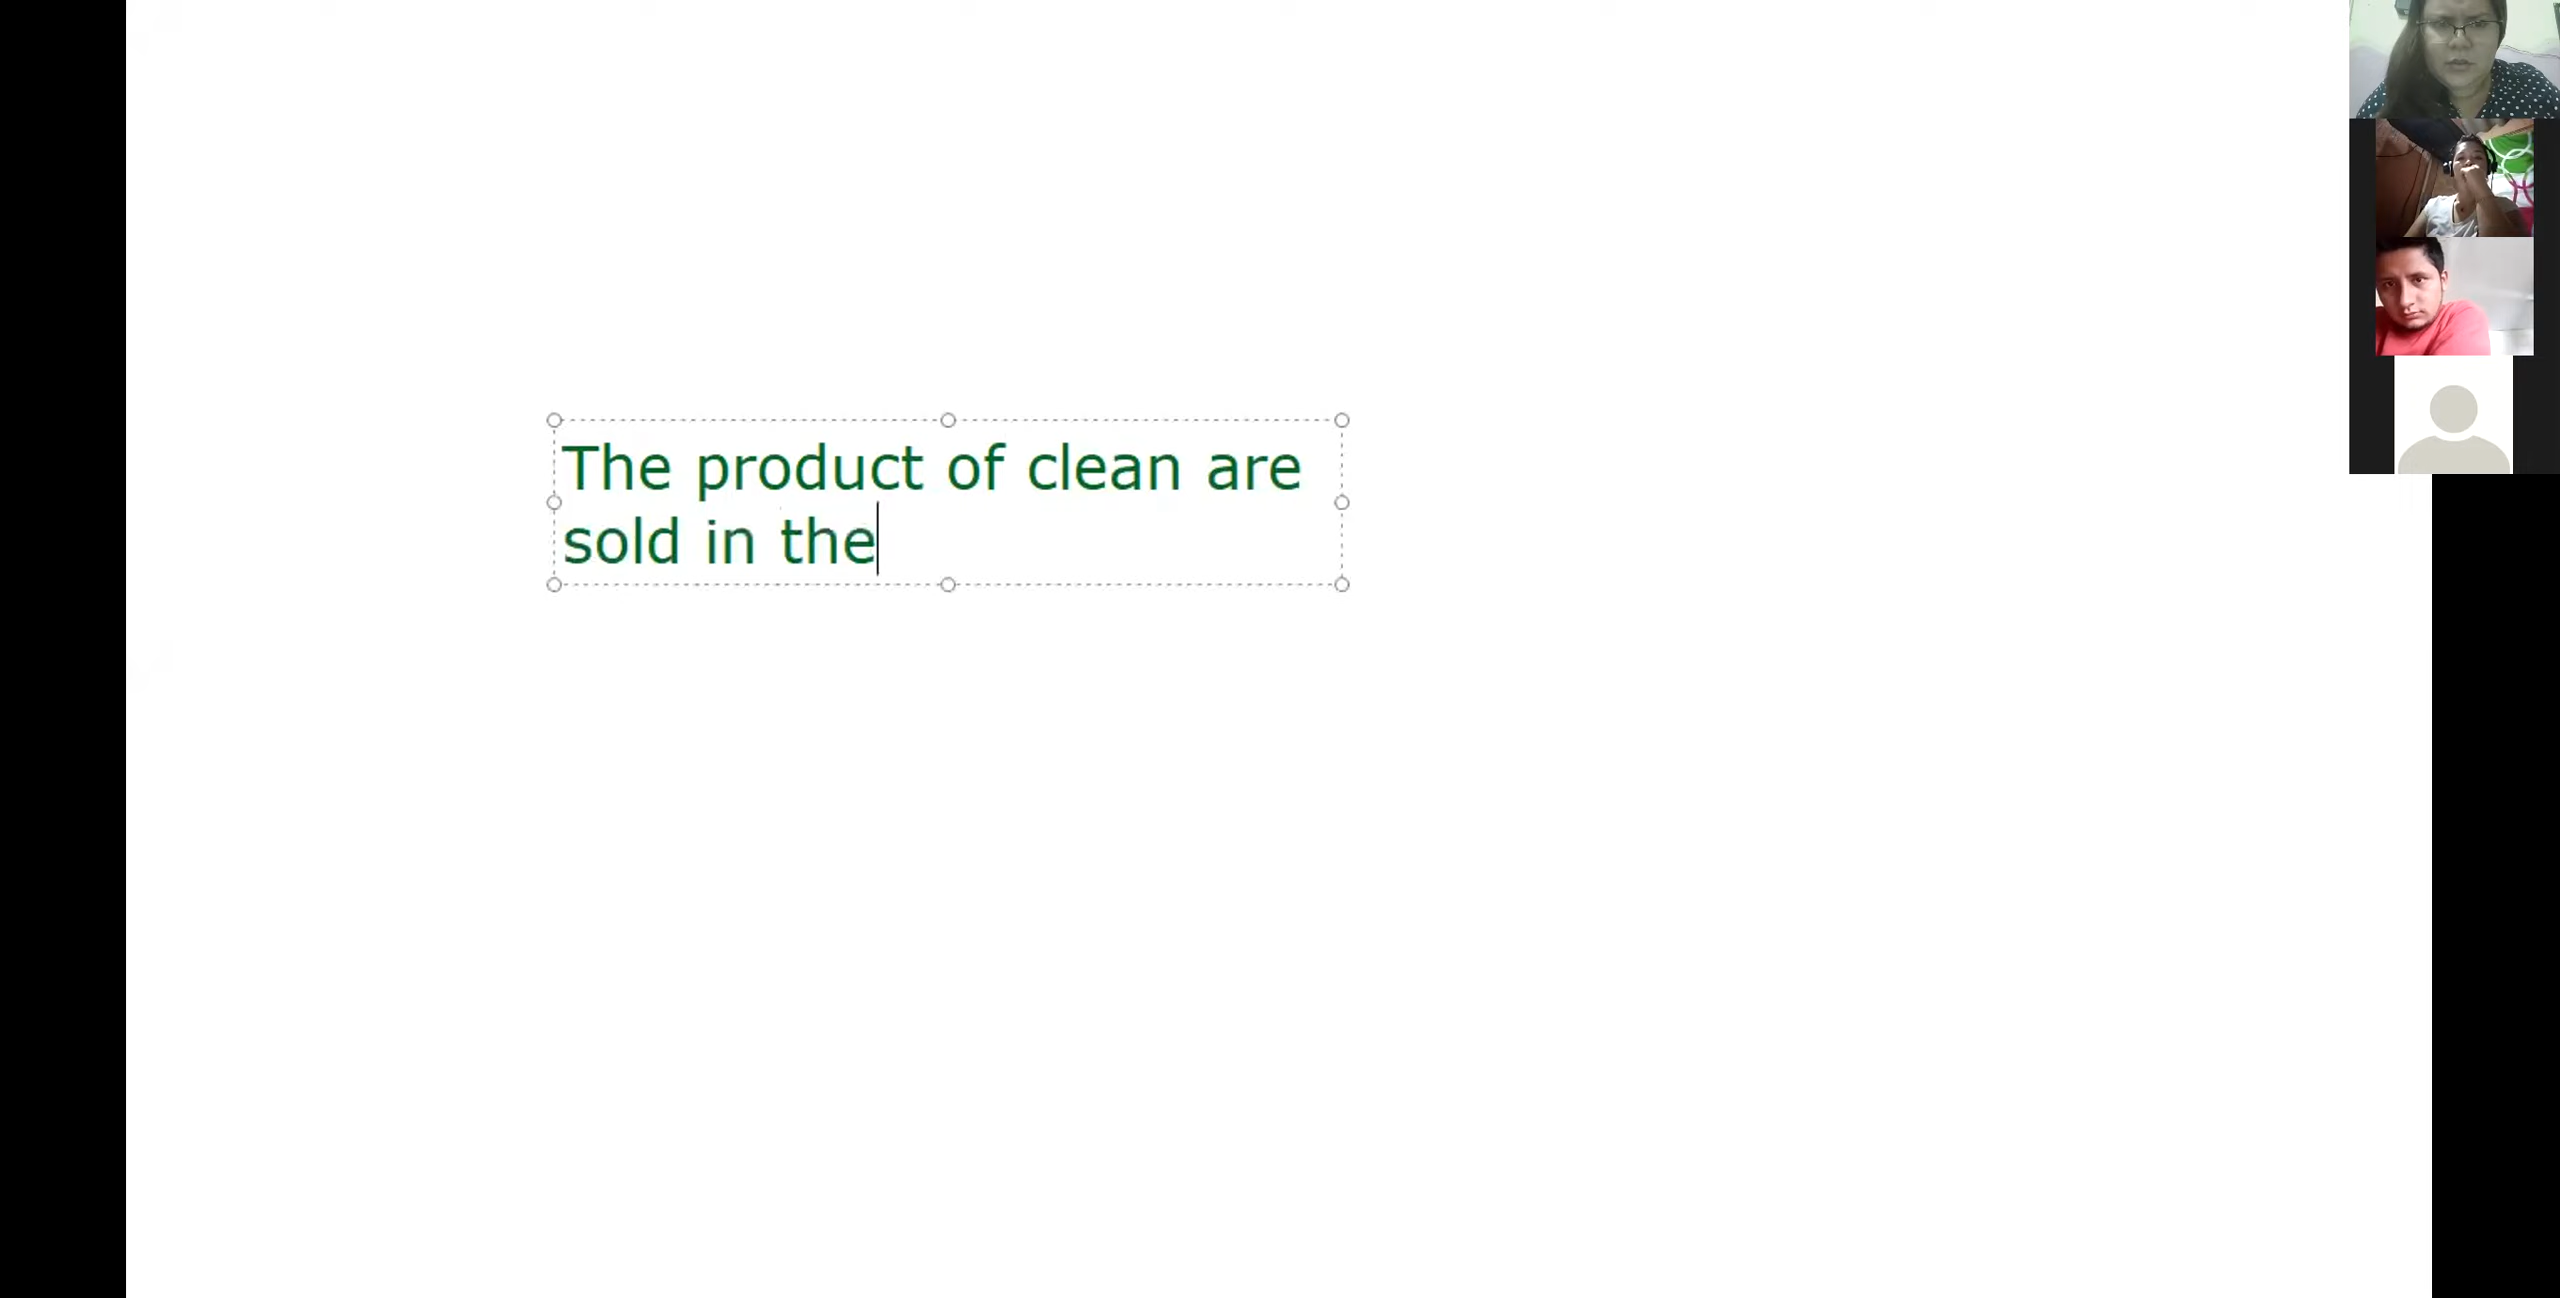 The product of clean are
sold in the